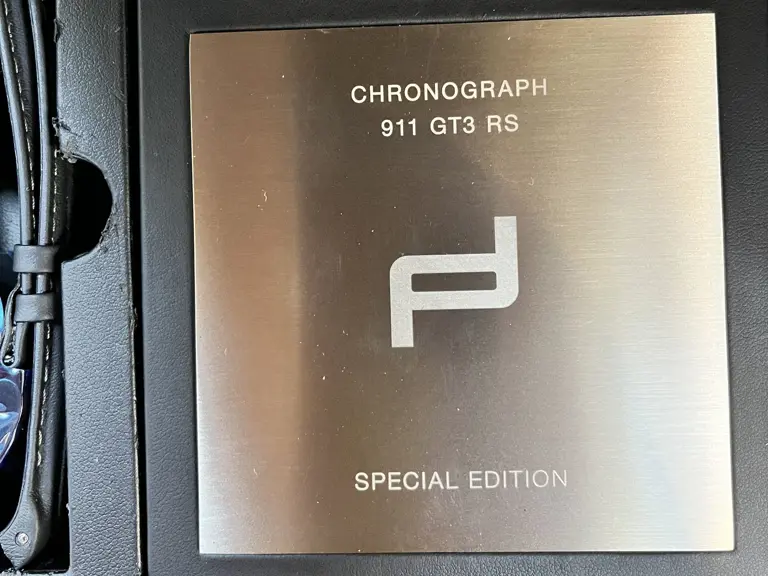 CHRONOGRAPH
911 GT3 RS
SPECIAL EDITION